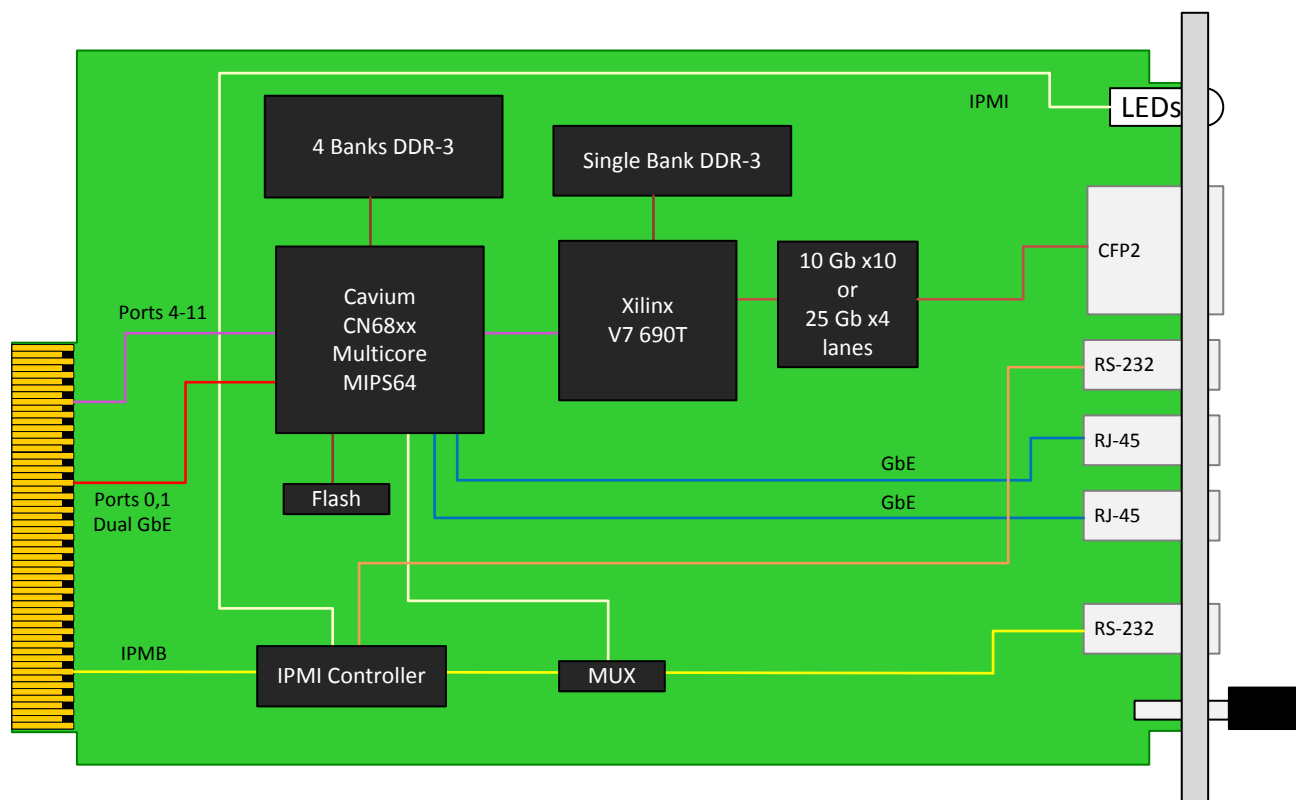 IPMI
LEDs
4 Banks DDR-3
Single Bank DDR-3
Cavium
CN68xx
Multicore
MIPS64
Xilinx
V7 690T
10 Gb x10
or
25 Gb x4
lanes
CFP2
Ports 4-11
RS-232
RJ-45
GbE
Flash
Ports 0,1
Dual GbE
GbE
RJ-45
RS-232
IPMB
IPMI Controller
MUX